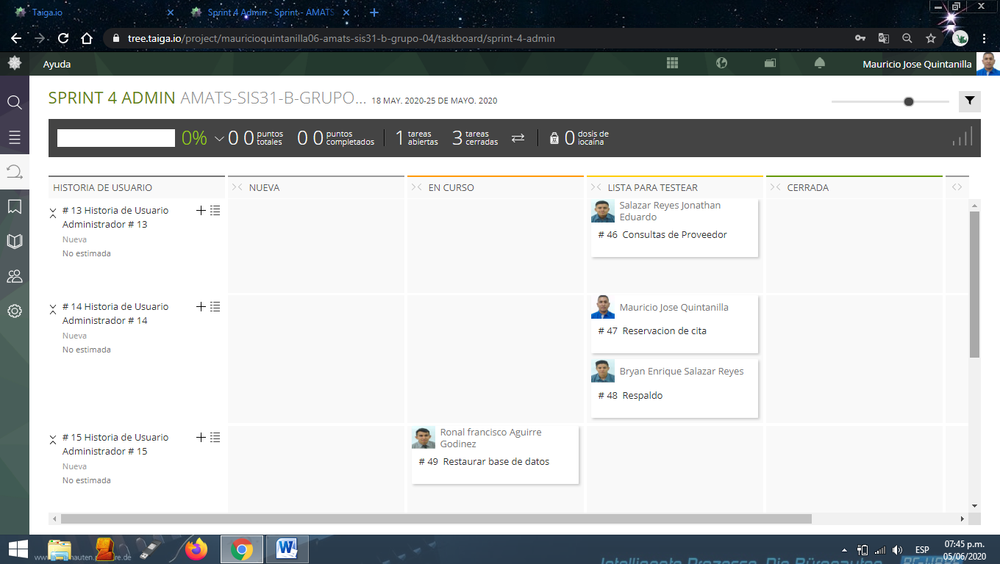 Taiga.io
Sprint 4 Admin - Sprint - AMATS
tree.taiga.io/project/mauricioquintanilla06-amats-sis31-b-grupo-04/taskboard/sprint-4-admin
Ayuda
Mauricio Jose Quintanilla
SPRINT 4 ADMIN AMATS-SIS31-B-GRUPO... 18 MAY. 2020-25 DE MAYO. 2020
0% 0 0 puntos totales 0 0 puntos completados 1 tareas abiertas 3 tareas cerradas 0 dosis de iocaína
HISTORIA DE USUARIO
NUEVA
EN CURSO
LISTA PARA TESTEAR
CERRADA
# 13 Historia de Usuario
Administrador # 13
Nueva
No estimada
Salazar Reyes Jonathan
Eduardo
# 46 Consultas de Proveedor
# 14 Historia de Usuario
Administrador # 14
Nueva
No estimada
Mauricio Jose Quintanilla
# 47 Reservacion de cita
Bryan Enrique Salazar Reyes
# 48 Respaldo
# 15 Historia de Usuario
Administrador # 15
Nueva
No estimada
Ronal francisco Aguirre
Godinez
# 49 Restaurar base de datos
ESP
07:45 p.m.
05/06/2020
Intelligente Prozesse. Die Büronauten.